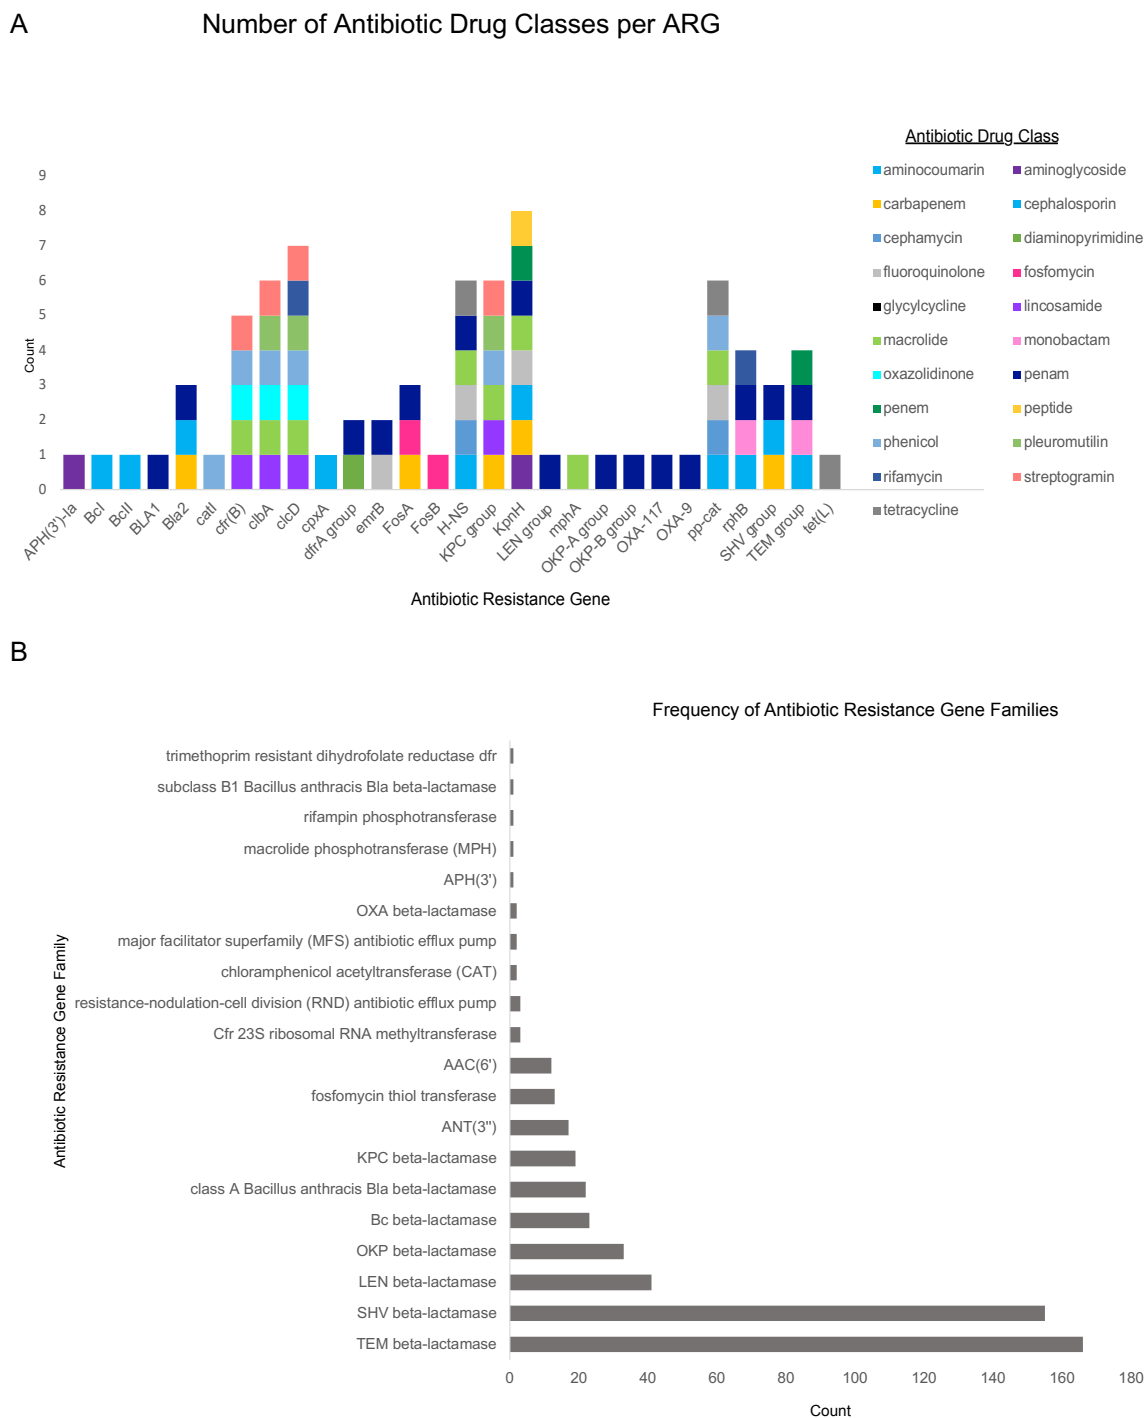 A
Number of Antibiotic Drug Classes per ARG
Antibiotic Drug Class
aminocoumarin
aminoglycoside
carbapenem
cephalosporin
cephamycin
diaminopyrimidine
fluoroquinolone
fosfomycin
glycylcycline
lincosamide
macrolide
monobactam
oxazolidinone
penam
penem
peptide
phenicol
pleuromutilin
rifamycin
streptogramin
tetracycline
Count
9
8
7
6
5
4
3
2
1
0
APH(3')-Ia
BcI
BcII
BLA1
Bla2
catI
cfr(B)
clbA
clcD
cpxA
dfrA group
emrB
FosA
FosB
H-NS
KPC group
KpnH
LEN group
mphA
OKP-A group
OKP-B group
OXA-117
OXA-9
pp-cat
rphB
SHV group
TEM group
tet(L)
Antibiotic Resistance Gene
B
Frequency of Antibiotic Resistance Gene Families
Antibiotic Resistance Gene Family
trimethoprim resistant dihydrofolate reductase dfr
subclass B1 Bacillus anthracis Bla beta-lactamase
rifampin phosphotransferase
macrolide phosphotransferase (MPH)
APH(3')
OXA beta-lactamase
major facilitator superfamily (MFS) antibiotic efflux pump
chloramphenicol acetyltransferase (CAT)
resistance-nodulation-cell division (RND) antibiotic efflux pump
Cfr 23S ribosomal RNA methyltransferase
AAC(6')
fosfomycin thiol transferase
ANT(3")
KPC beta-lactamase
class A Bacillus anthracis Bla beta-lactamase
Bc beta-lactamase
OKP beta-lactamase
LEN beta-lactamase
SHV beta-lactamase
TEM beta-lactamase
0 20 40 60 80 100 120 140 160 180
Count